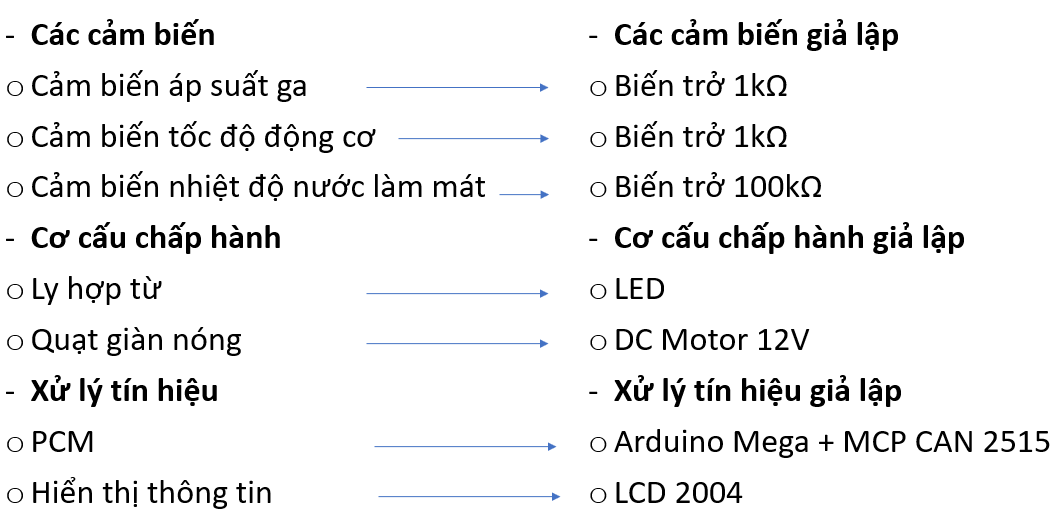 - Các cảm biến - Các cảm biến giả lập
o Cảm biến áp suất ga o Biến trở 1kΩ
o Cảm biến tốc độ động cơ o Biến trở 1kΩ
o Cảm biến nhiệt độ nước làm mát o Biến trở 100kΩ
- Cơ cấu chấp hành - Cơ cấu chấp hành giả lập
o Ly hợp từ o LED
o Quạt giàn nóng o DC Motor 12V
- Xử lý tín hiệu - Xử lý tín hiệu giả lập
o PCM o Arduino Mega + MCP CAN 2515
o Hiển thị thông tin o LCD 2004